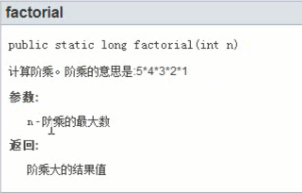 factorial
public static long factorial(int n)
计算阶乘。阶乘的意思是:5*4*3*2*1
参数:
n - 阶乘的最大数
返回:
阶乘大的结果值